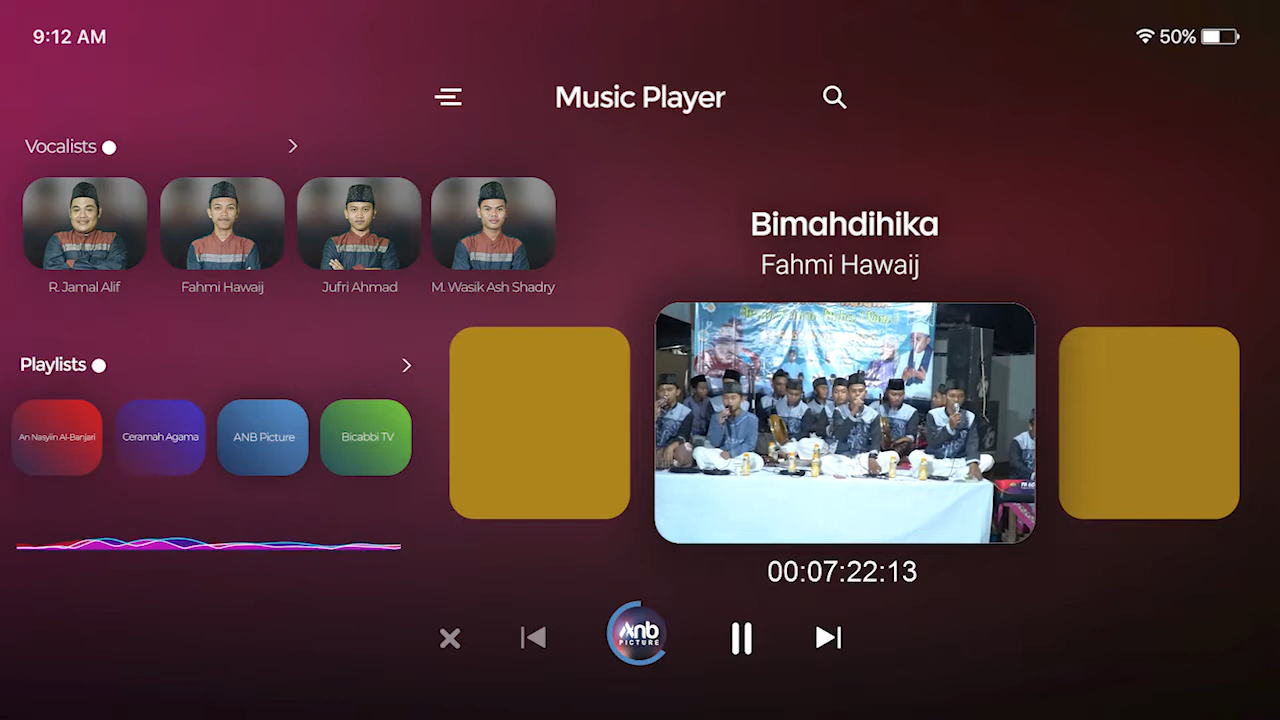 9:12 AM
50%
Music Player
Vocalists
R. Jamal Alif
Fahmi Hawaij
Jufri Ahmad
M. Wasik Ash Shadry
Bimahdihika
Fahmi Hawaij
Playlists
An Nasyiin Al-Banjari
Ceramah Agama
ANB Picture
Bicabbi TV
00:07:22:13
Anb
PICTURE